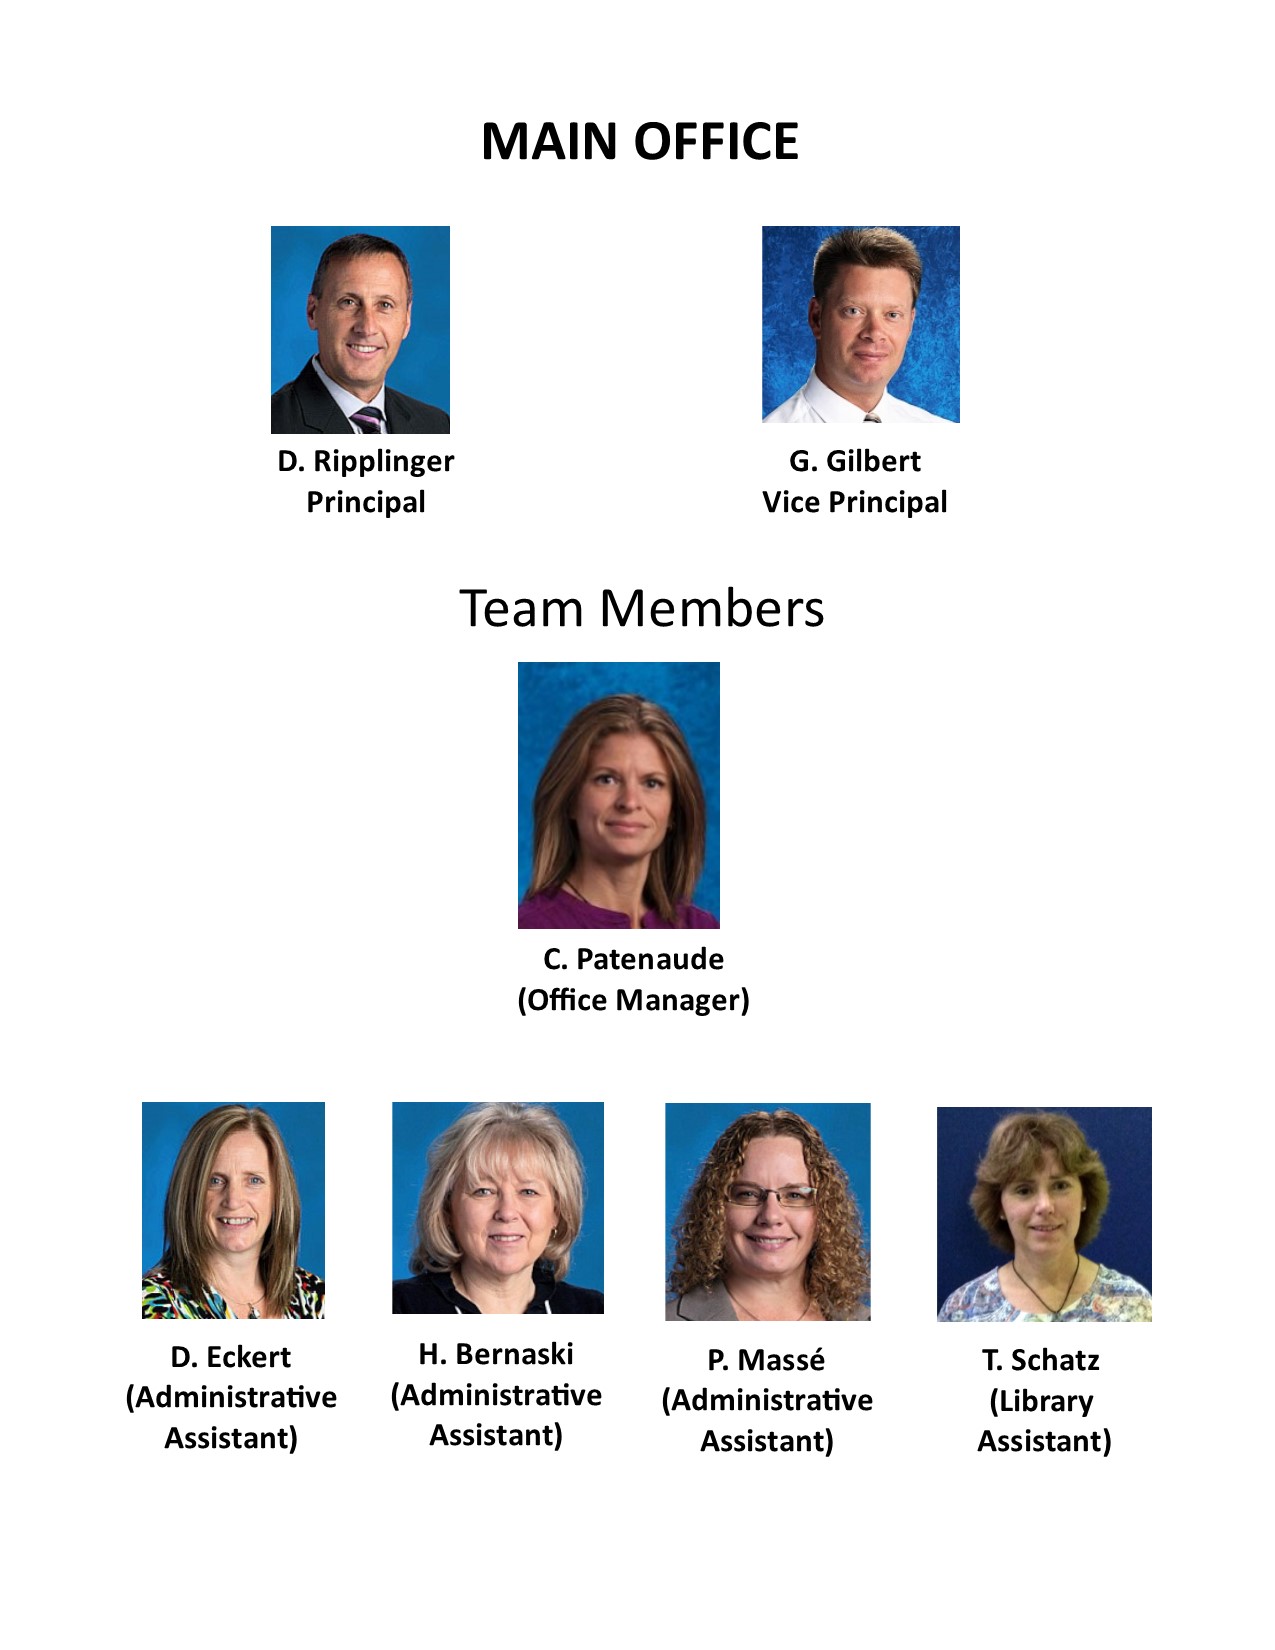 MAIN OFFICE
D. Ripplinger
Principal
G. Gilbert
Vice Principal
Team Members
C. Patenaude
(Office Manager)
D. Eckert
(Administrative
Assistant)
H. Bernaski
(Administrative
Assistant)
P. Massé
(Administrative
Assistant)
T. Schatz
(Library
Assistant)